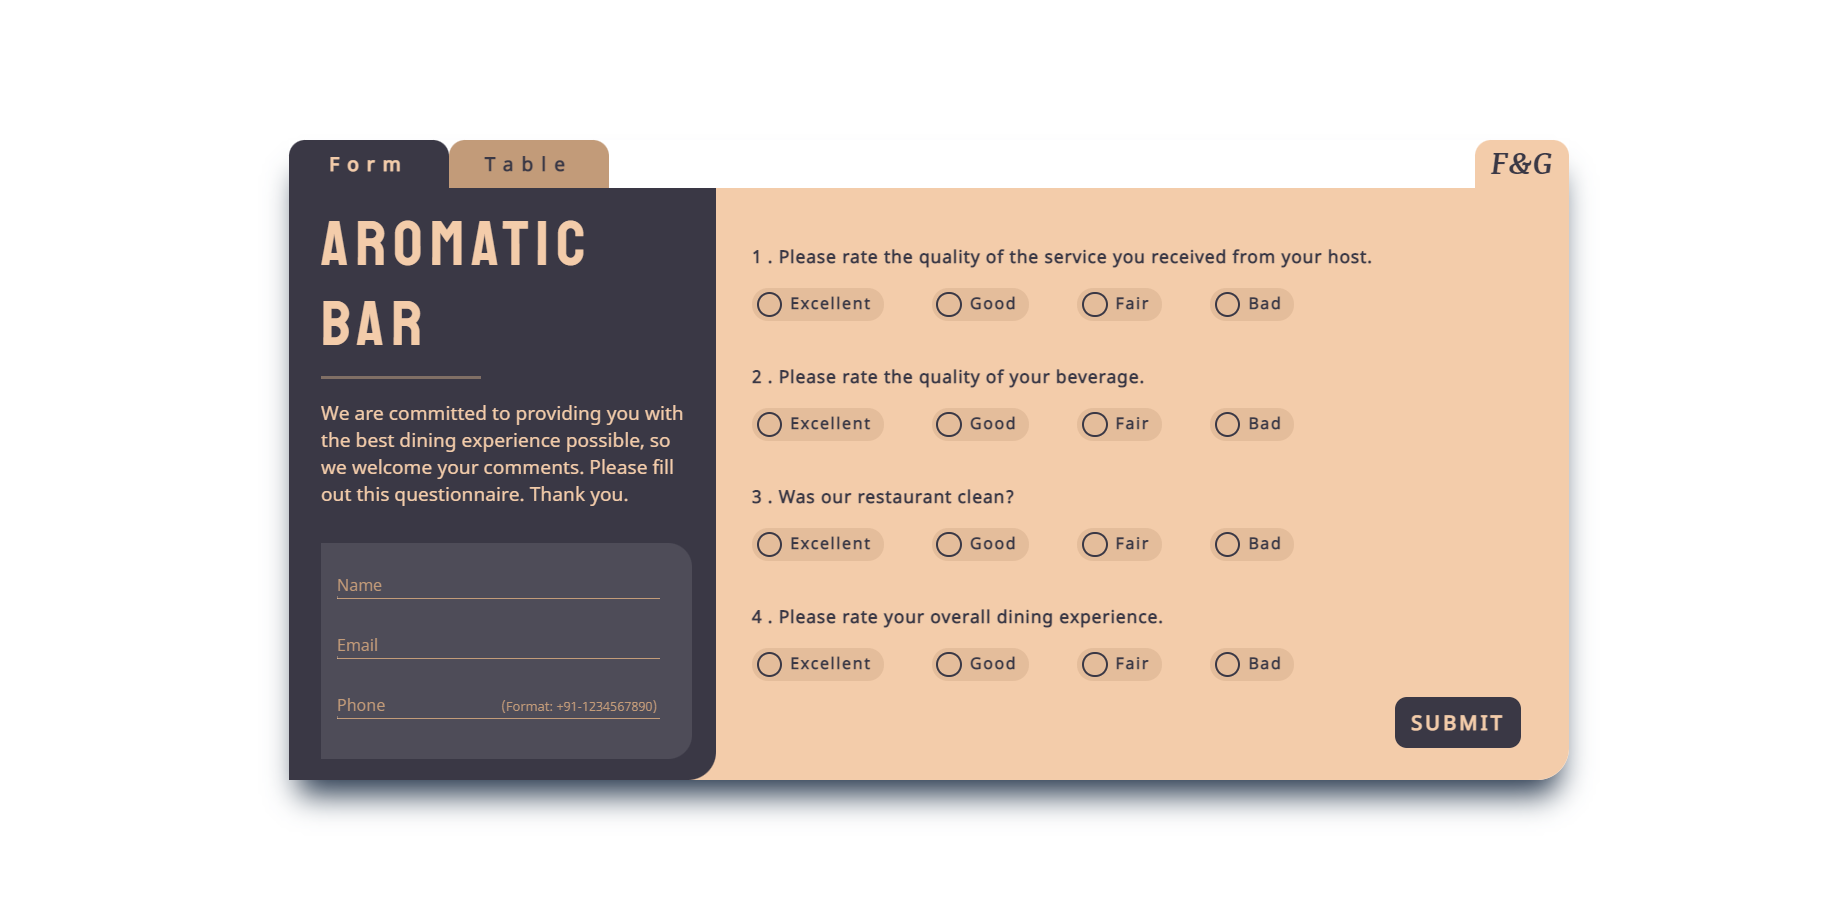 Form
Table
F&G
AROMATIC
BAR
We are committed to providing you with
the best dining experience possible, so
we welcome your comments. Please fill
out this questionnaire. Thank you.
Name
Email
Phone (Format: +91-1234567890)
1 . Please rate the quality of the service you received from your host.
Excellent Good Fair Bad
2 . Please rate the quality of your beverage.
Excellent Good Fair Bad
3 . Was our restaurant clean?
Excellent Good Fair Bad
4 . Please rate your overall dining experience.
Excellent Good Fair Bad
SUBMIT